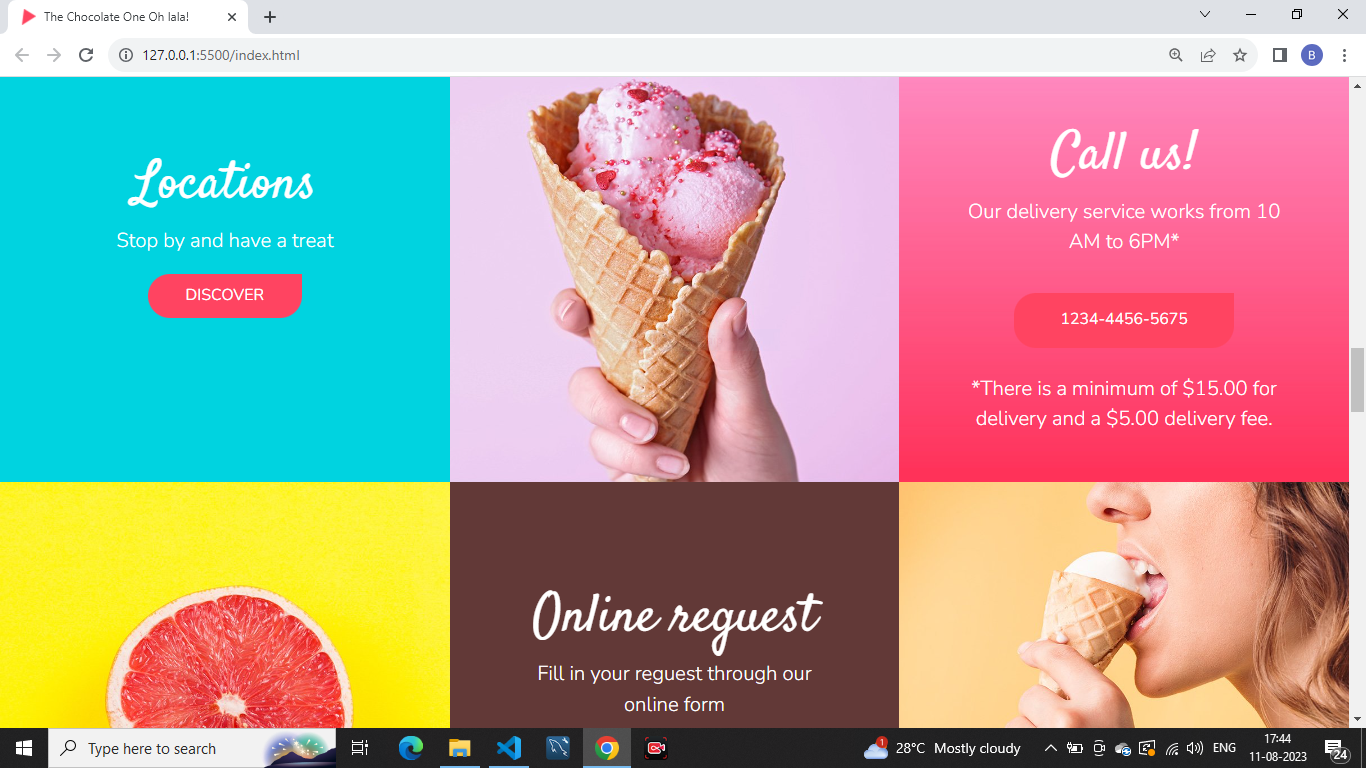 The Chocolate One Oh lala!
127.0.0.1:5500/index.html
B
Locations
Stop by and have a treat
DISCOVER
Call us!
Our delivery service works from 10
AM to 6PM*
1234-4456-5675
*There is a minimum of $15.00 for
delivery and a $5.00 delivery fee.
Online reguest
Fill in your reguest through our
online form
Type here to search
1
28°C Mostly cloudy
ENG
17:44
11-08-2023
24